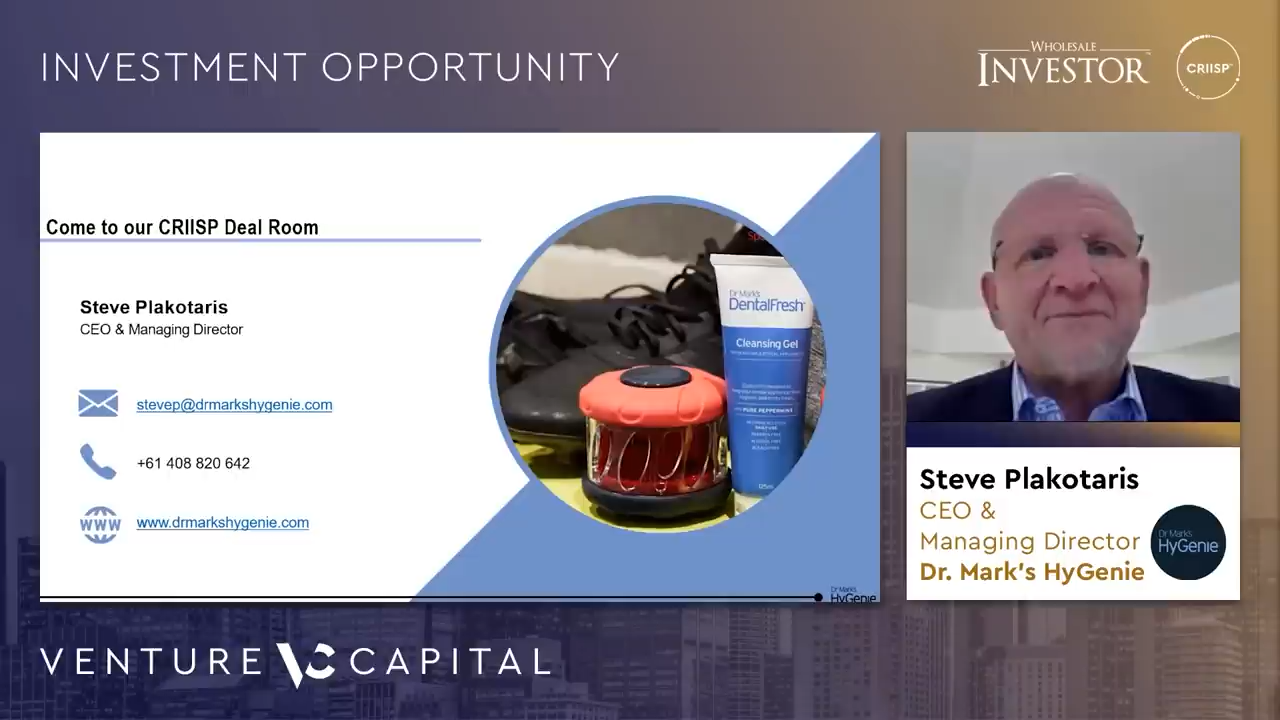 INVESTMENT OPPORTUNITY
WHOLESALE
INVESTOR
CRIISP
Come to our CRIISP Deal Room
Steve Plakotaris
CEO & Managing Director
stevep@drmarkshygenie.com
+61 408 820 642
WWW
www.drmarkshygenie.com
Dr Mark's
DentalFresh
Cleansing Gel
PURE PEPPERMINT
Dr Mark's
HyGenie
Steve Plakotaris
CEO &
Managing Director
Dr. Mark's HyGenie
Dr Mark's
HyGenie
VENTURE VC CAPITAL